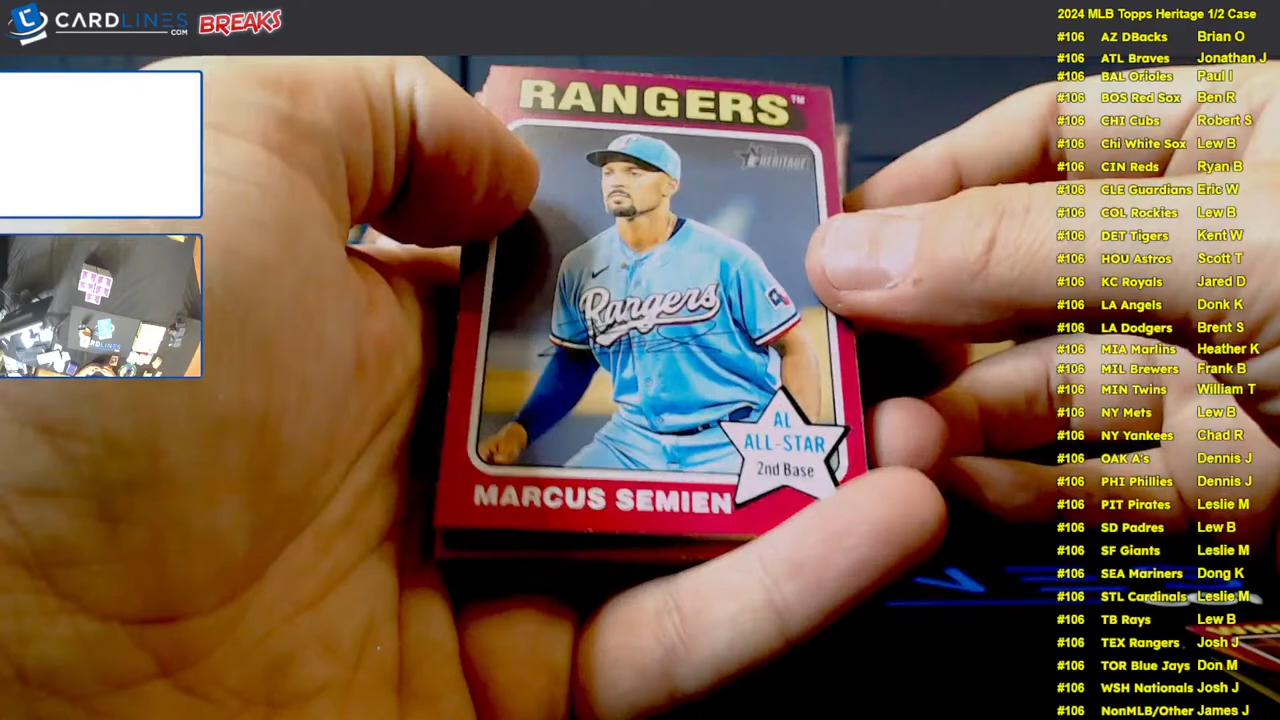 CARDLINES
.COM
BREAKS
RANGERS™
HERITAGE
Rangers
AL
ALL-STAR
2nd Base
MARCUS SEMIEN
2024 MLB Topps Heritage 1/2 Case
#106 AZ DBacks Brian O
#106 ATL Braves Jonathan J
#106 BAL Orioles Paul I
#106 BOS Red Sox Ben R
#106 CHI Cubs Robert S
#106 Chi White Sox Lew B
#106 CIN Reds Ryan B
#106 CLE Guardians Eric W
#106 COL Rockies Lew B
#106 DET Tigers Kent W
#106 HOU Astros Scott T
#106 KC Royals Jared D
#106 LA Angels Donk K
#106 LA Dodgers Brent S
#106 MIA Marlins Heather K
#106 MIL Brewers Frank B
#106 MIN Twins William T
#106 NY Mets Lew B
#106 NY Yankees Chad R
#106 OAK A's Dennis J
#106 PHI Phillies Dennis J
#106 PIT Pirates Leslie M
#106 SD Padres Lew B
#106 SF Giants Leslie M
#106 SEA Mariners Dong K
#106 STL Cardinals Leslie M
#106 TB Rays Lew B
#106 TEX Rangers Josh J
#106 TOR Blue Jays Don M
#106 WSH Nationals Josh J
#106 NonMLB/Other James J